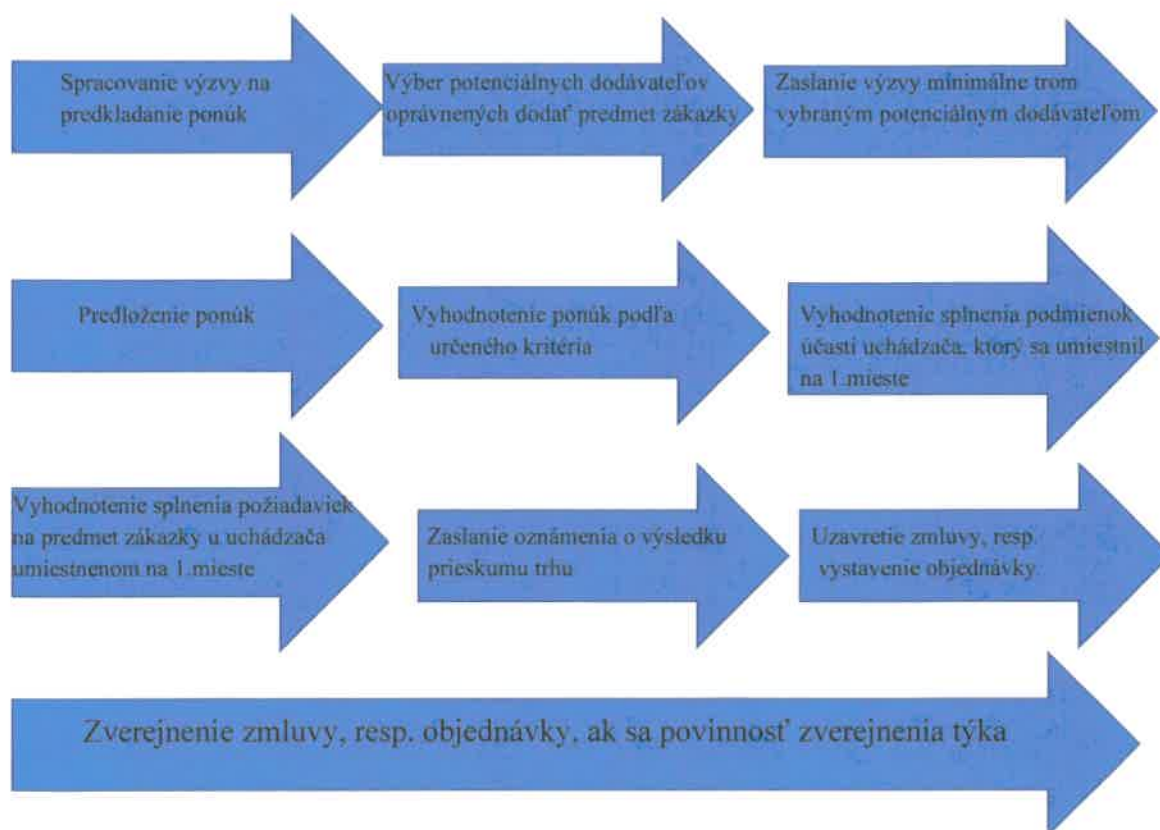 Spracovanie výzvy na
predkladanie ponúk
Výber potenciálnych dodávateľov
oprávnených dodať predmet zákazky
Zaslanie výzvy minimálne trom
vybraným potenciálnym dodávateľom
Predloženie ponúk
Vyhodnotenie ponúk podľa
určeného kritéria
Vyhodnotenie splnenia podmienok
účasti uchádzača, ktorý sa umiestnil
na 1.mieste
Vyhodnotenie splnenia požiadaviek
na predmet zákazky u uchádzača
umiestnenom na 1.mieste
Zaslanie oznámenia o výsledku
prieskumu trhu
Uzavretie zmluvy, resp.
vystavenie objednávky
Zverejnenie zmluvy, resp. objednávky, ak sa povinnosť zverejnenia týka